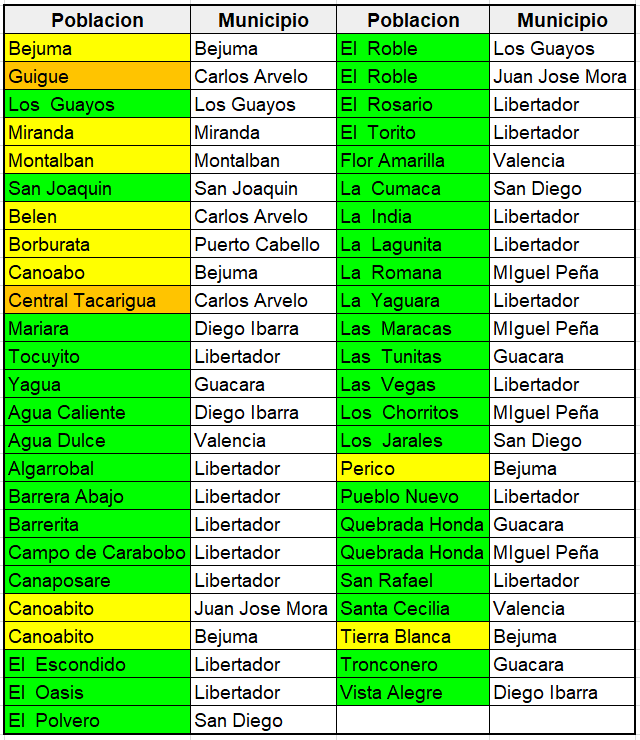 Poblacion Municipio Poblacion Municipio
Bejuma Bejuma El Roble Los Guayos
Guigue Carlos Arvelo El Roble Juan Jose Mora
Los Guayos Los Guayos El Rosario Libertador
Miranda Miranda El Torito Libertador
Montalban Montalban Flor Amarilla Valencia
San Joaquin San Joaquin La Cumaca San Diego
Belen Carlos Arvelo La India Libertador
Borburata Puerto Cabello La Lagunita Libertador
Canoabo Bejuma La Romana MIguel Peña
Central Tacarigua Carlos Arvelo La Yaguara Libertador
Mariara Diego Ibarra Las Maracas MIguel Peña
Tocuyito Libertador Las Tunitas Guacara
Yagua Guacara Las Vegas Libertador
Agua Caliente Diego Ibarra Los Chorritos MIguel Peña
Agua Dulce Valencia Los Jarales San Diego
Algarrobal Libertador Perico Bejuma
Barrera Abajo Libertador Pueblo Nuevo Libertador
Barrerita Libertador Quebrada Honda Guacara
Campo de Carabobo Libertador Quebrada Honda MIguel Peña
Canaposare Libertador San Rafael Libertador
Canoabito Juan Jose Mora Santa Cecilia Valencia
Canoabito Bejuma Tierra Blanca Bejuma
El Escondido Libertador Tronconero Guacara
El Oasis Libertador Vista Alegre Diego Ibarra
El Polvero San Diego